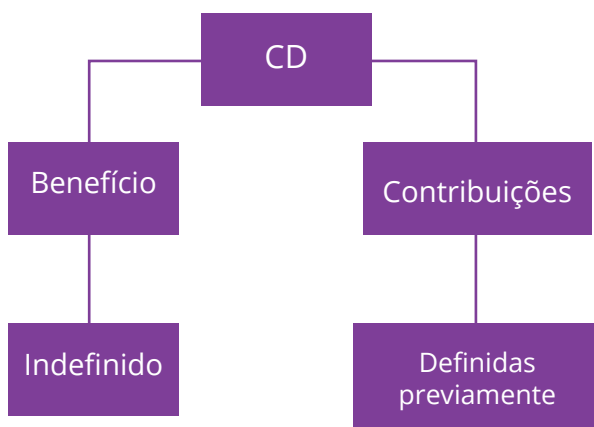 CD
Benefício
Contribuições
Indefinido
Definidas
previamente